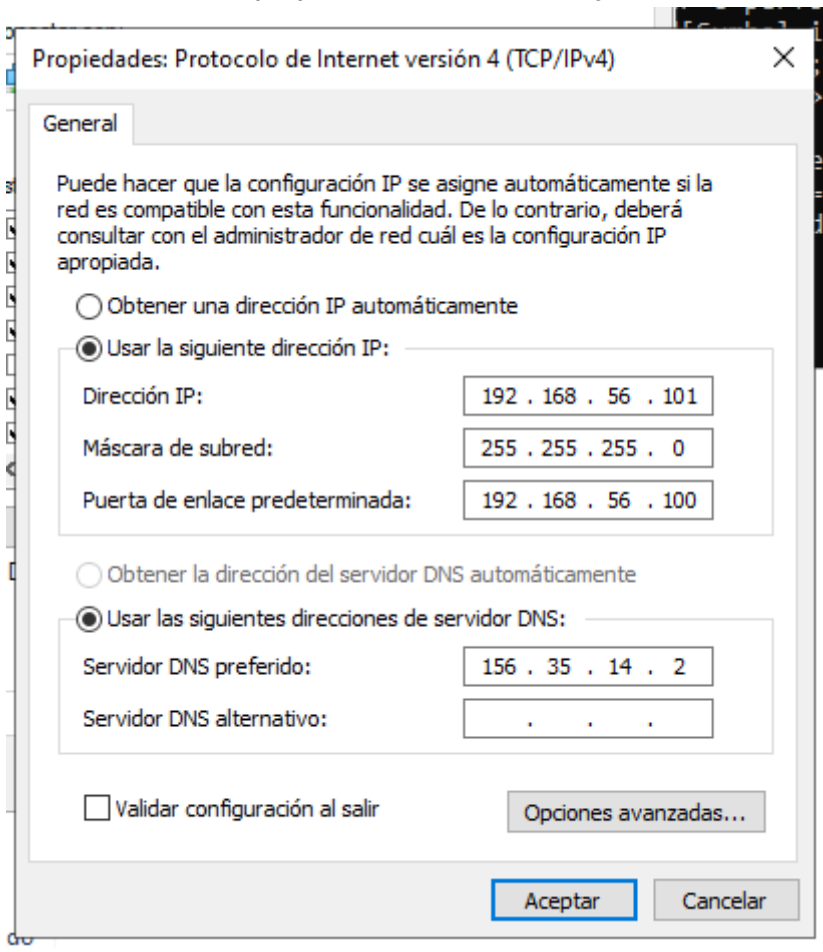 Propiedades: Protocolo de Internet versión 4 (TCP/IPv4)
General
Puede hacer que la configuración IP se asigne automáticamente si la
red es compatible con esta funcionalidad. De lo contrario, deberá
consultar con el administrador de red cuál es la configuración IP
apropiada.
Obtener una dirección IP automáticamente
Usar la siguiente dirección IP:
Dirección IP: 192 . 168 . 56 . 101
Máscara de subred: 255 . 255 . 255 . 0
Puerta de enlace predeterminada: 192 . 168 . 56 . 100
Obtener la dirección del servidor DNS automáticamente
Usar las siguientes direcciones de servidor DNS:
Servidor DNS preferido: 156 . 35 . 14 . 2
Servidor DNS alternativo: . . .
Validar configuración al salir
Opciones avanzadas...
Aceptar Cancelar